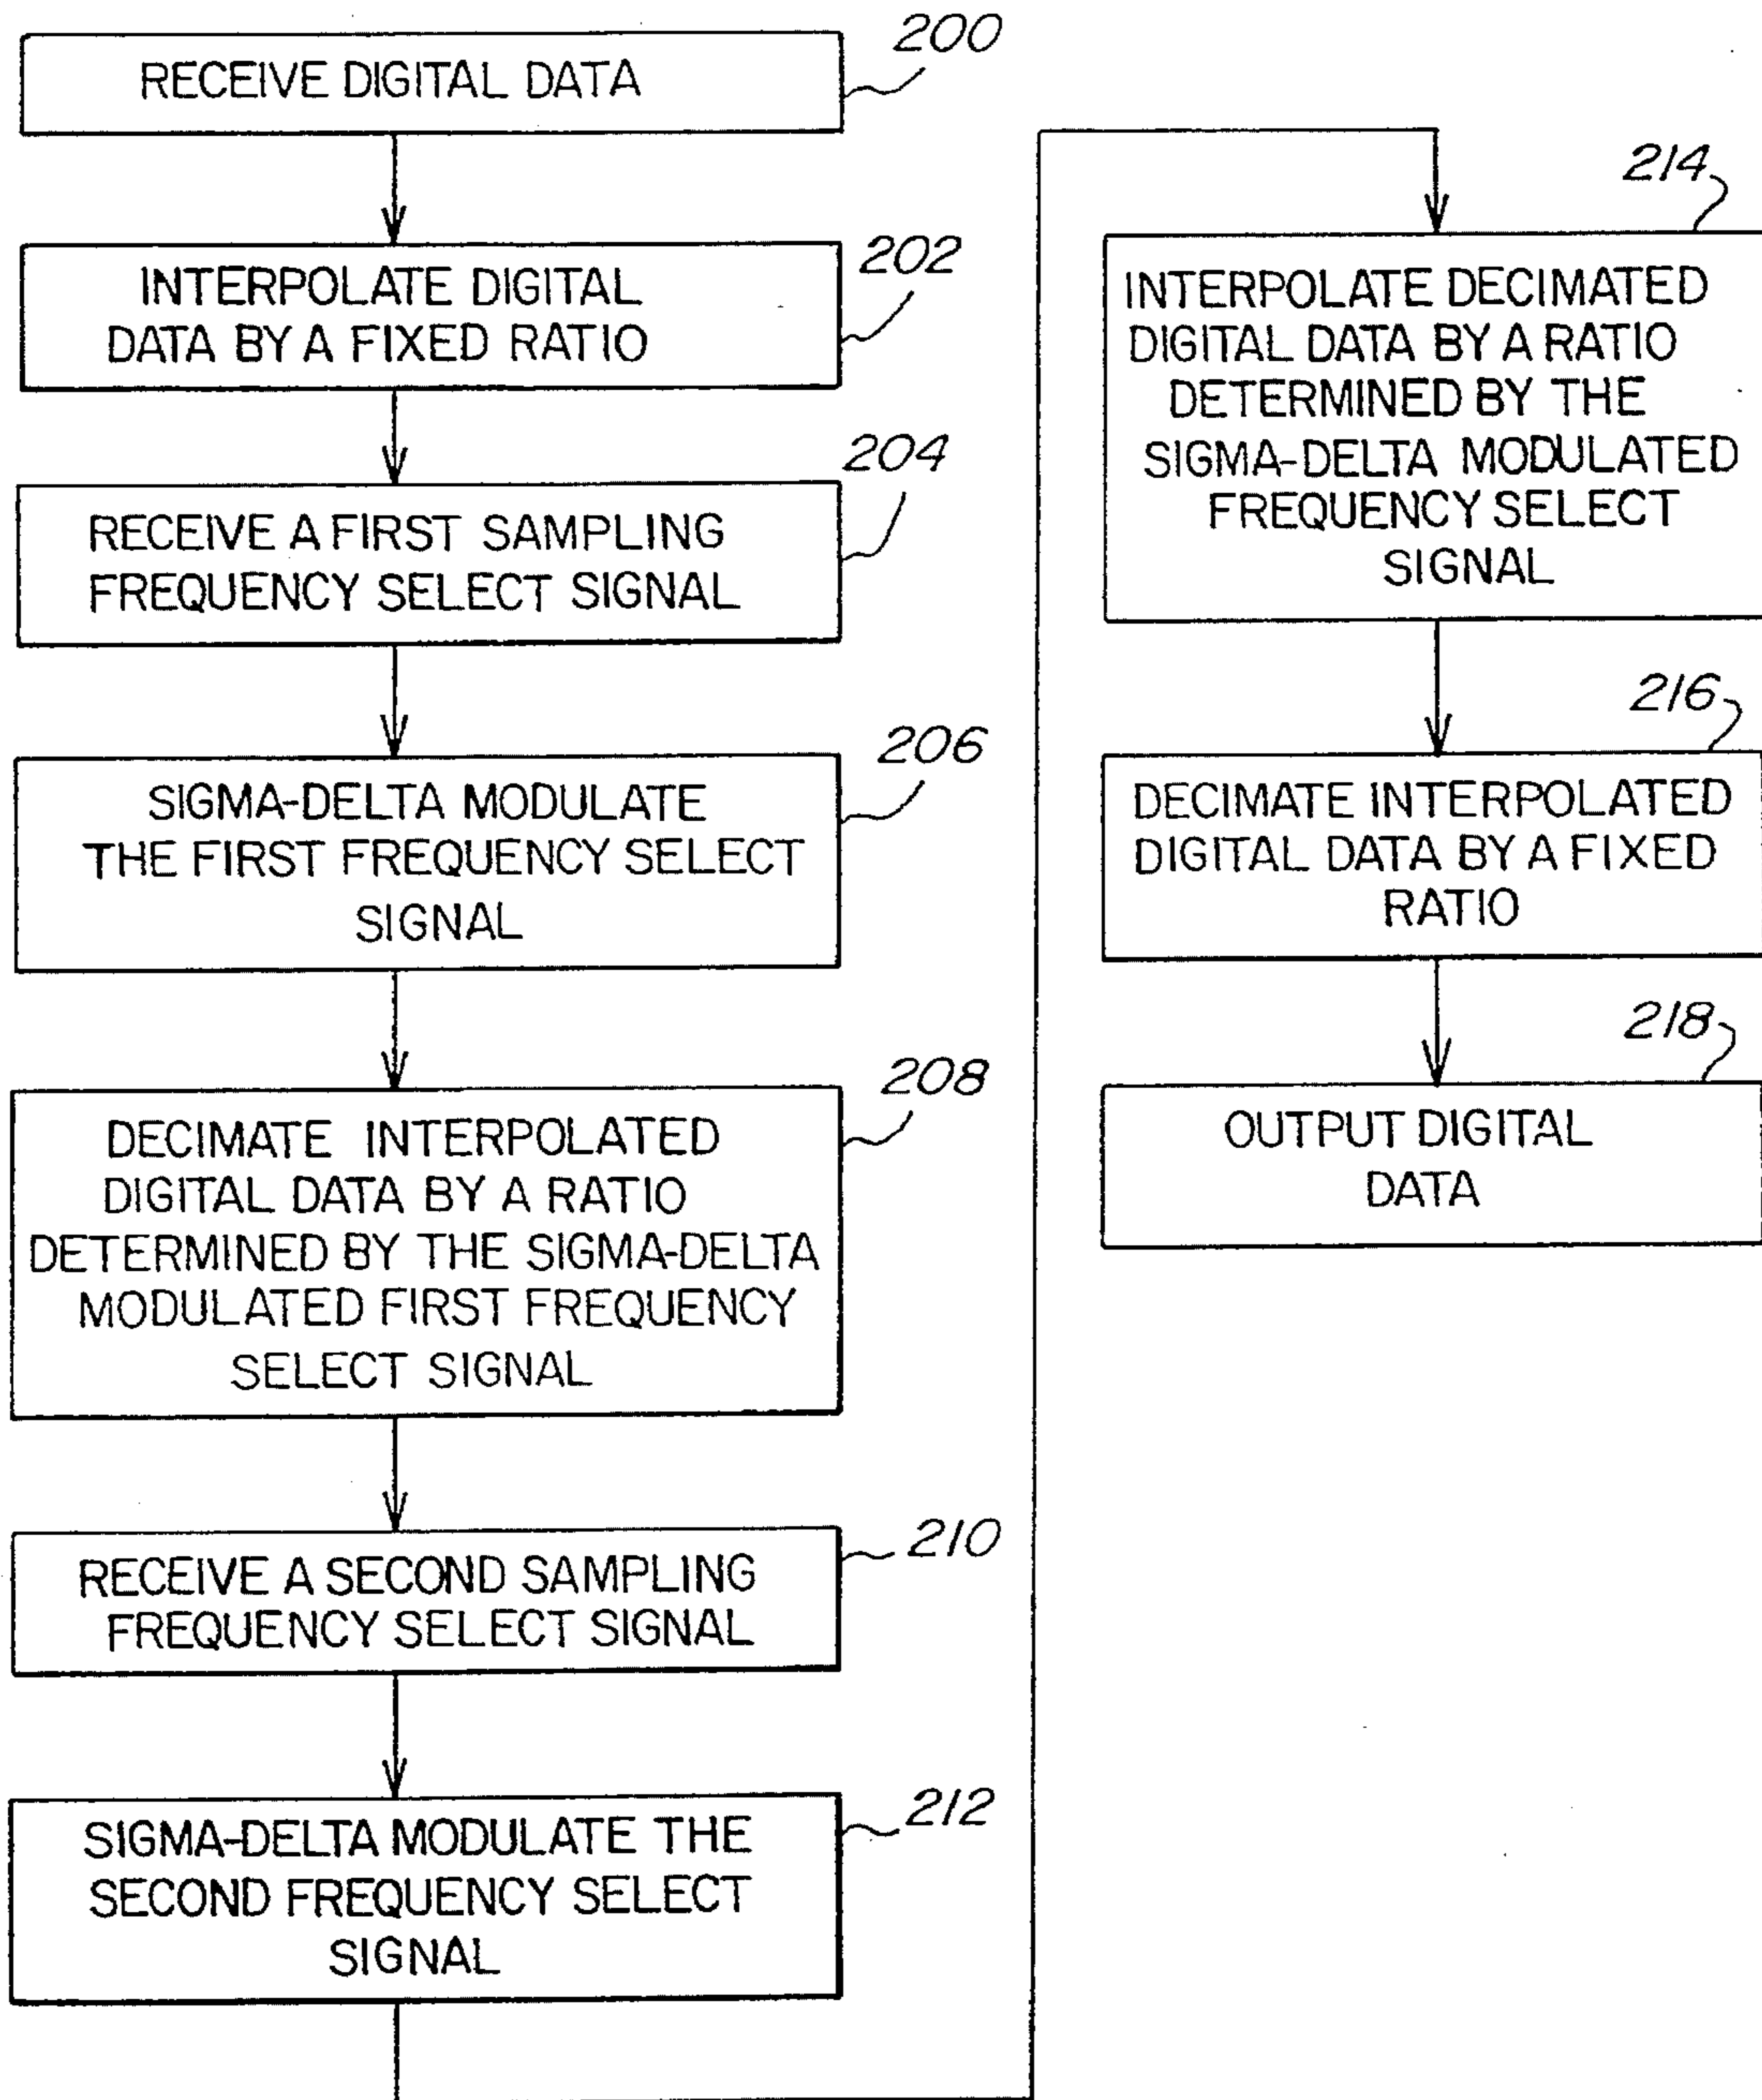 200
RECEIVE DIGITAL DATA
202
INTERPOLATE DIGITAL
DATA BY A FIXED RATIO
204
RECEIVE A FIRST SAMPLING
FREQUENCY SELECT SIGNAL
206
SIGMA-DELTA MODULATE
THE FIRST FREQUENCY SELECT
SIGNAL
208
DECIMATE INTERPOLATED
DIGITAL DATA BY A RATIO
DETERMINED BY THE SIGMA-DELTA
MODULATED FIRST FREQUENCY
SELECT SIGNAL
210
RECEIVE A SECOND SAMPLING
FREQUENCY SELECT SIGNAL
212
SIGMA-DELTA MODULATE THE
SECOND FREQUENCY SELECT
SIGNAL
214
INTERPOLATE DECIMATED
DIGITAL DATA BY A RATIO
DETERMINED BY THE
SIGMA-DELTA MODULATED
FREQUENCY SELECT
SIGNAL
216
DECIMATE INTERPOLATED
DIGITAL DATA BY A FIXED
RATIO
218
OUTPUT DIGITAL
DATA